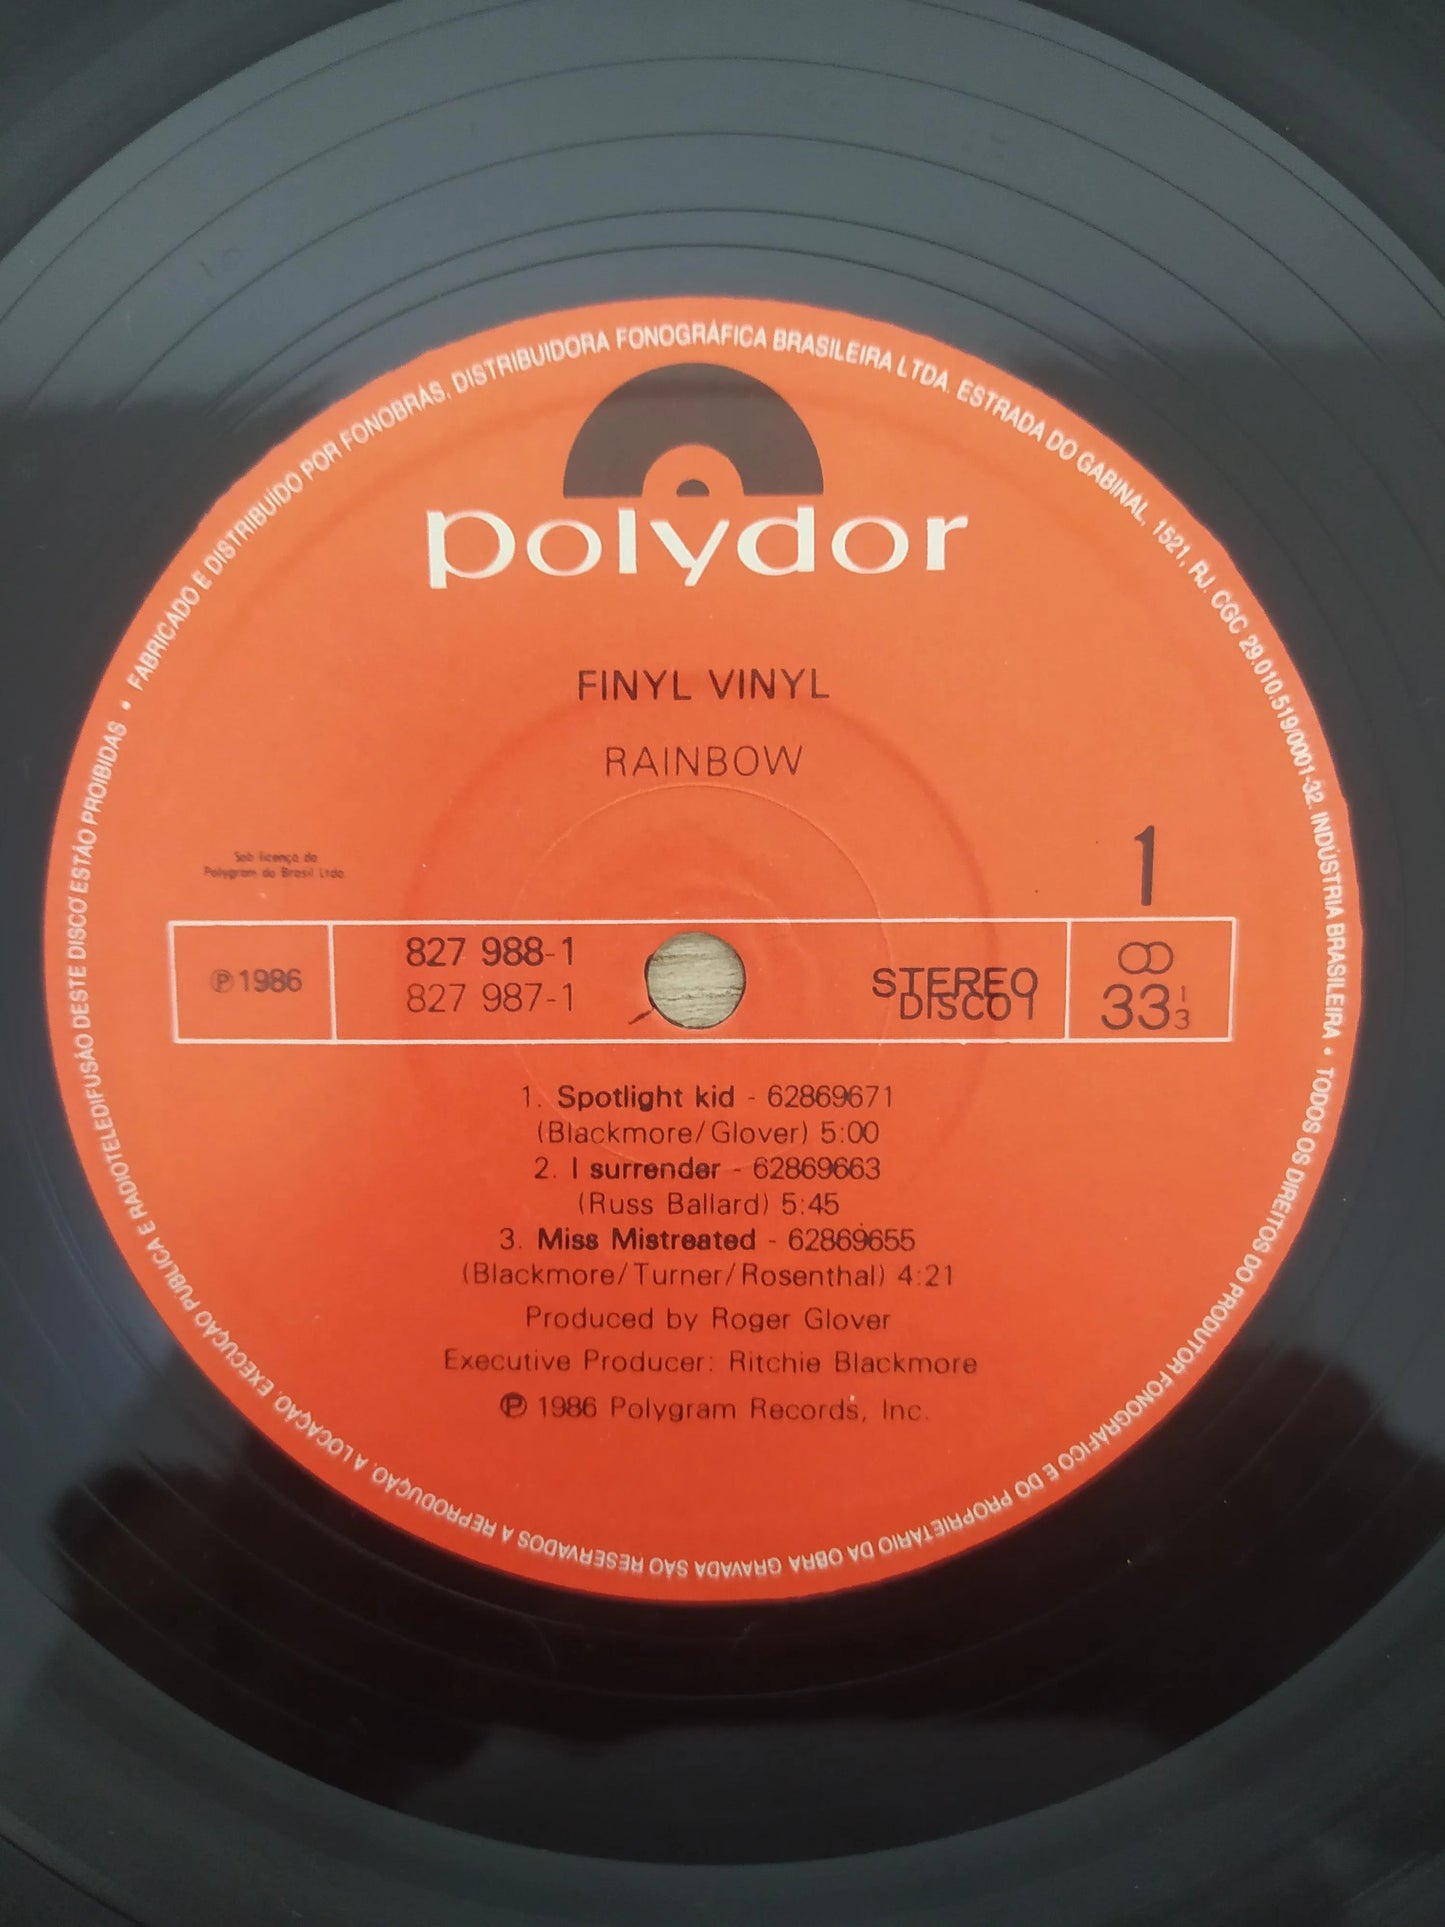 • FABRICADO E DISTRIBUÍDO POR FONOBRÁS, DISTRIBUIDORA FONOGRÁFICA BRASILEIRA LTDA. ESTRADA DO GABINAL, 1521, RJ. CGC 29.010.519/0001-32. INDÚSTRIA BRASILEIRA •
TODOS OS DIREITOS DO PRODUTOR FONOGRÁFICO E DO PROPRIETÁRIO DA OBRA GRAVADA SÃO RESERVADOS A REPRODUÇÃO. A LOCAÇÃO. EXECUÇÃO PÚBLICA E RADIOTELEDIFUSÃO DESTE DISCO ESTÃO PROIBIDAS
polydor
FINYL VINYL
RAINBOW
Sob licença da
Polygram do Brasil Ltda
1
℗ 1986
827 988-1
827 987-1
STEREO
DISCO 1
33 1/3
1. Spotlight kid - 62869671
(Blackmore/Glover) 5:00
2. I surrender - 62869663
(Russ Ballard) 5:45
3. Miss Mistreated - 62869655
(Blackmore/Turner/Rosenthal) 4:21
Produced by Roger Glover
Executive Producer: Ritchie Blackmore
℗ 1986 Polygram Records, Inc.